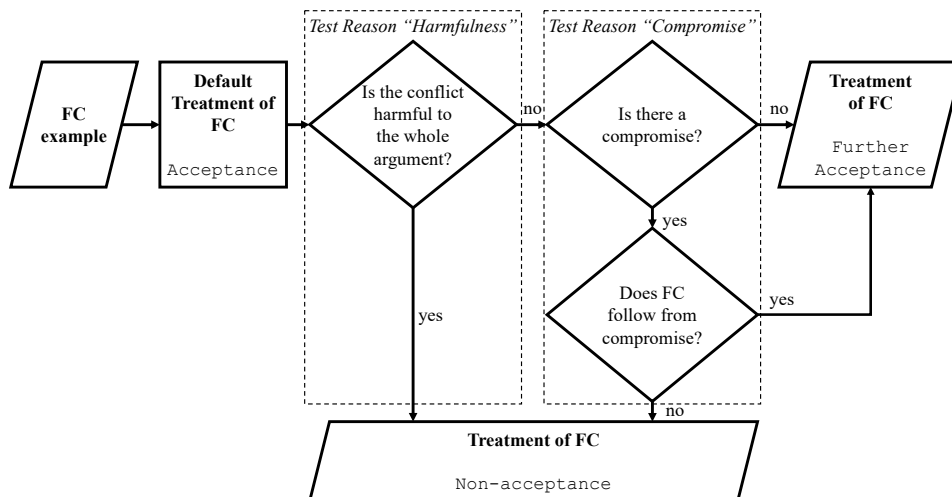 Test Reason “Harmfulness”
Test Reason “Compromise”
FC
example
Default
Treatment of
FC
Acceptance
Is the conflict
harmful to
the whole
argument?
no
Is there a
compromise?
no
Treatment
of FC
Further
Acceptance
yes
yes
Does FC
follow from
compromise?
yes
no
Treatment of FC
Non-acceptance